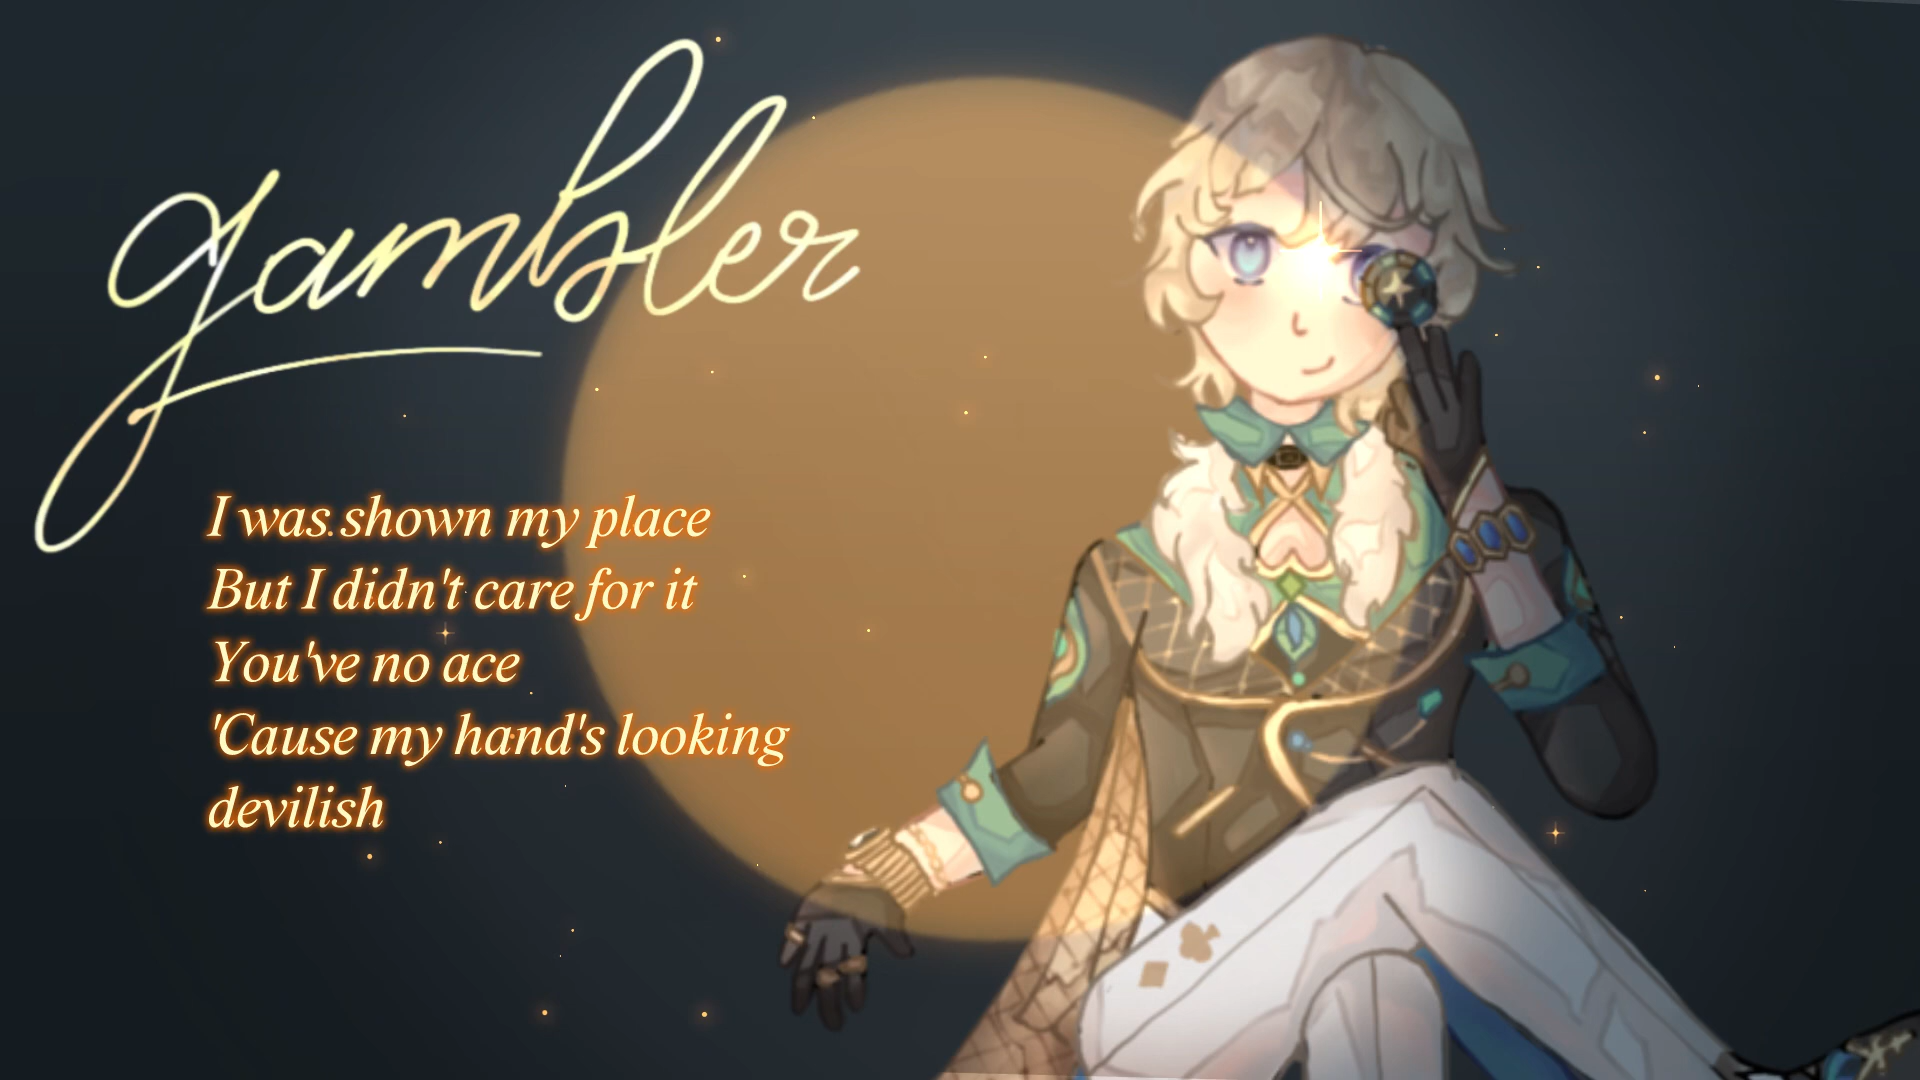 gambler
I was shown my place
But I didn't care for it
You've no ace
'Cause my hand's looking
devilish